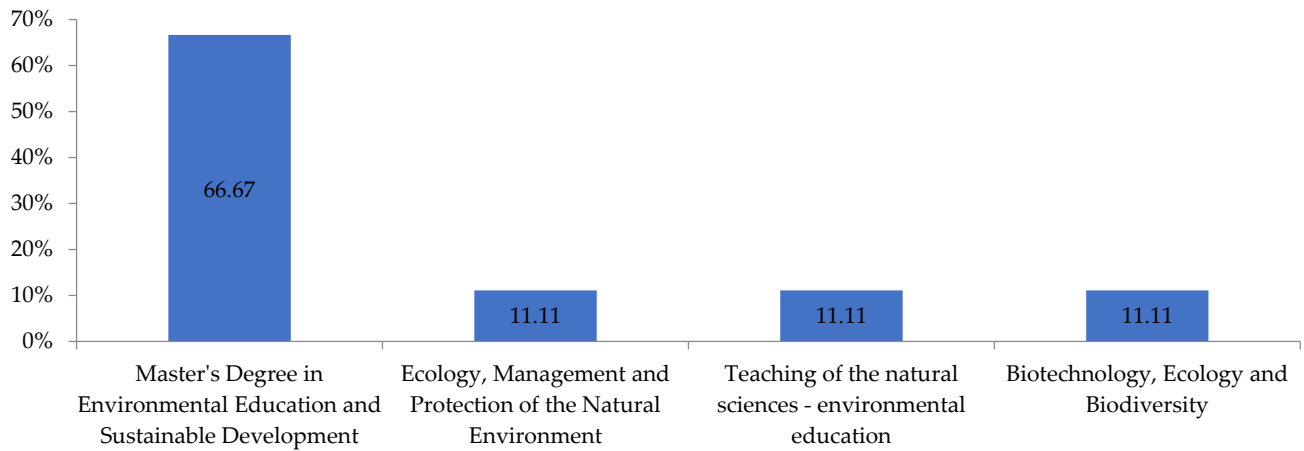 70%
60%
50%
40%
30%
20%
10%
0%
66.67
11.11
11.11
11.11
Master's Degree in
Environmental Education and
Sustainable Development
Ecology, Management and
Protection of the Natural
Environment
Teaching of the natural
sciences - environmental
education
Biotechnology, Ecology and
Biodiversity